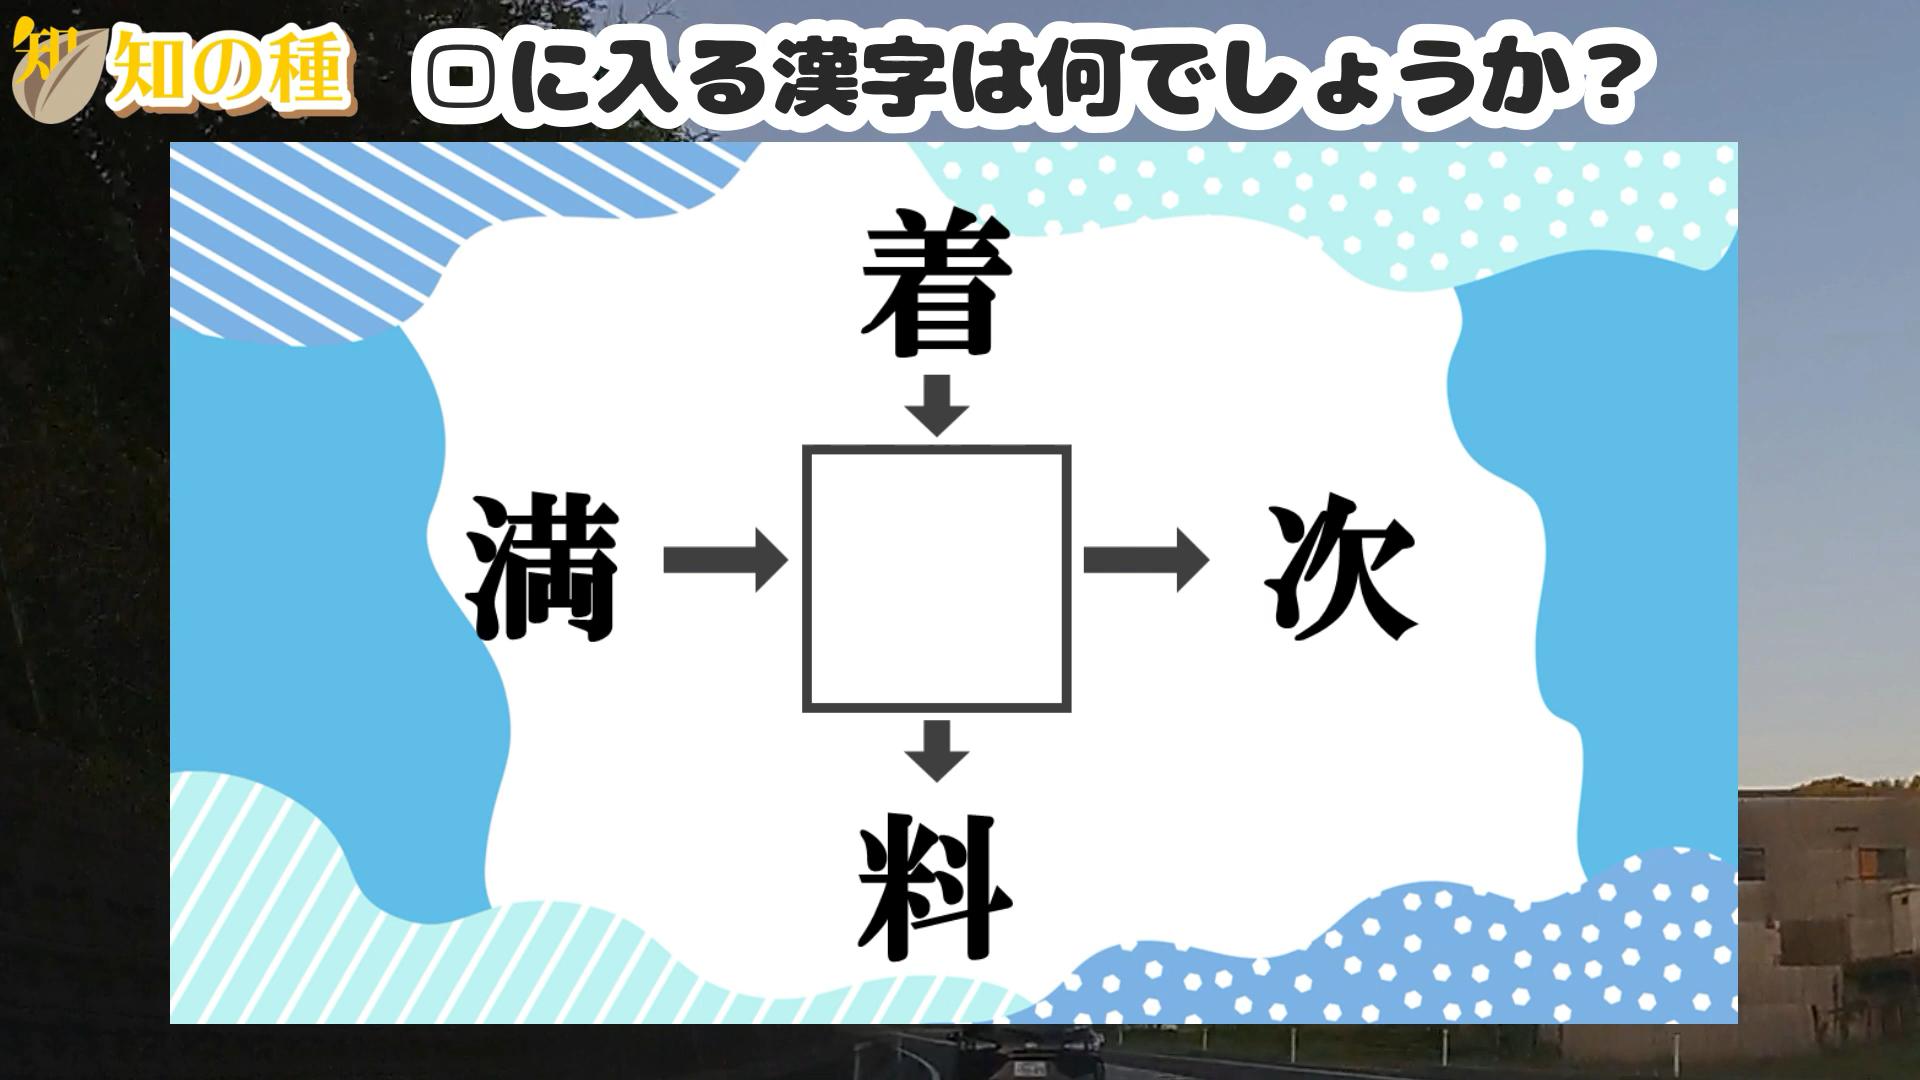 知 知の種
□に入る漢字は何でしょうか？
着
満 次
料